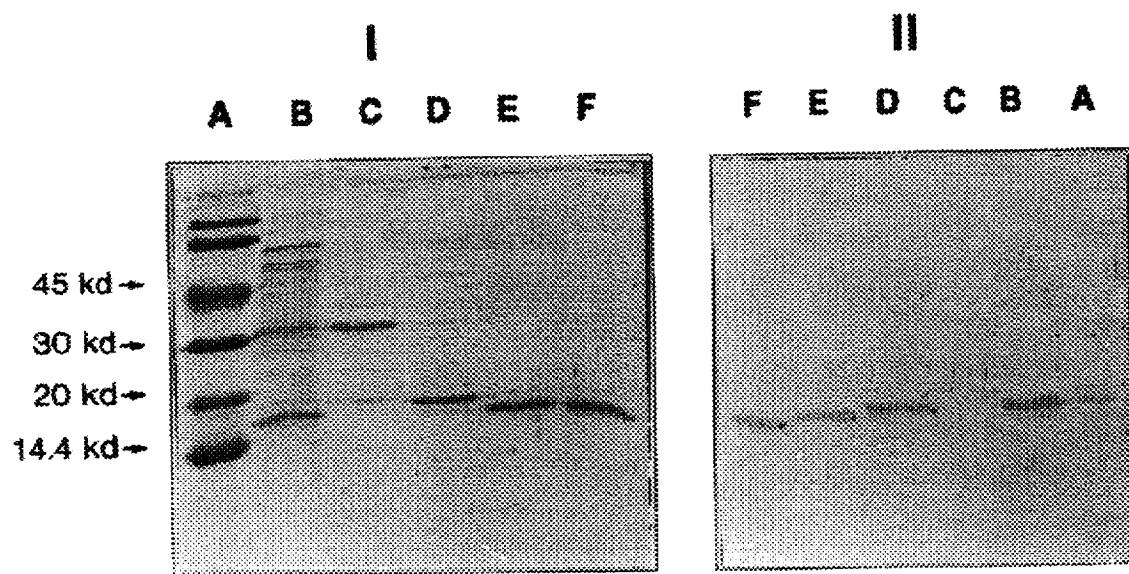 I
II
A B C D E F
F E D C B A
45 kd→
30 kd→
20 kd→
14.4 kd→